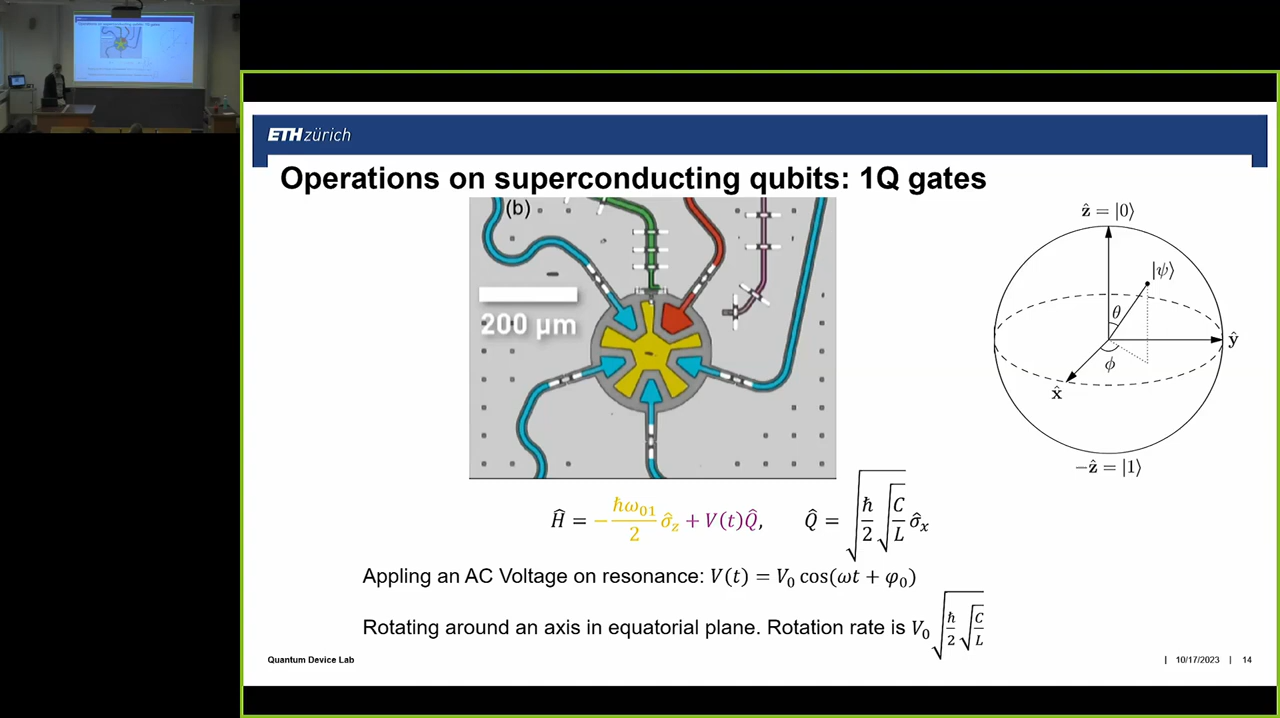 ETH zürich
Operations on superconducting qubits: 1Q gates
(b)
200 µm
ẑ = |0⟩
|ψ⟩
θ
ŷ
ϕ
x̂
−ẑ = |1⟩
Ĥ = − ħω₀₁/2 σ̂_z + V(t)Q̂, Q̂ = √(ħ/2 √(C/L)) σ̂_x
Appling an AC Voltage on resonance: V(t) = V₀ cos(ωt + φ₀)
Rotating around an axis in equatorial plane. Rotation rate is V₀ √(ħ/2 √(C/L))
Quantum Device Lab
| 10/17/2023 | 14